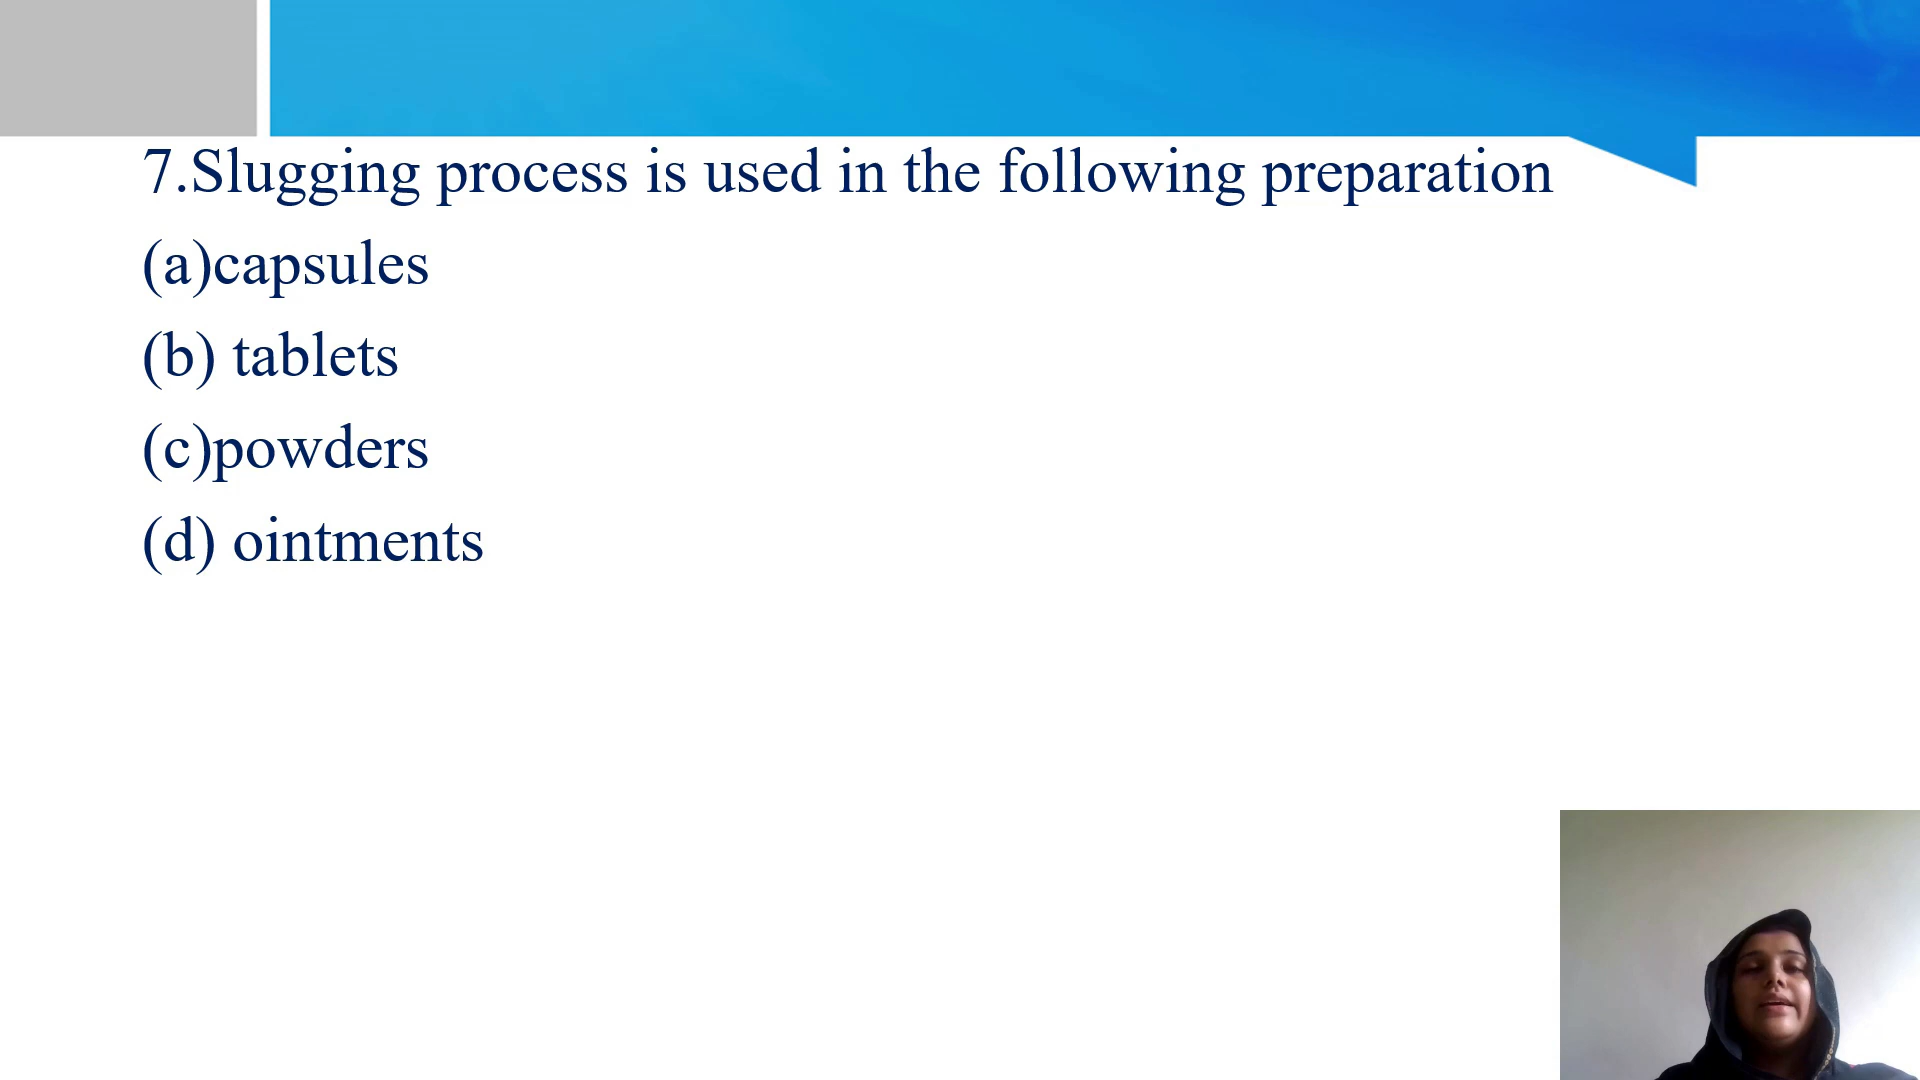 7.Slugging process is used in the following preparation
(a)capsules
(b) tablets
(c)powders
(d) ointments